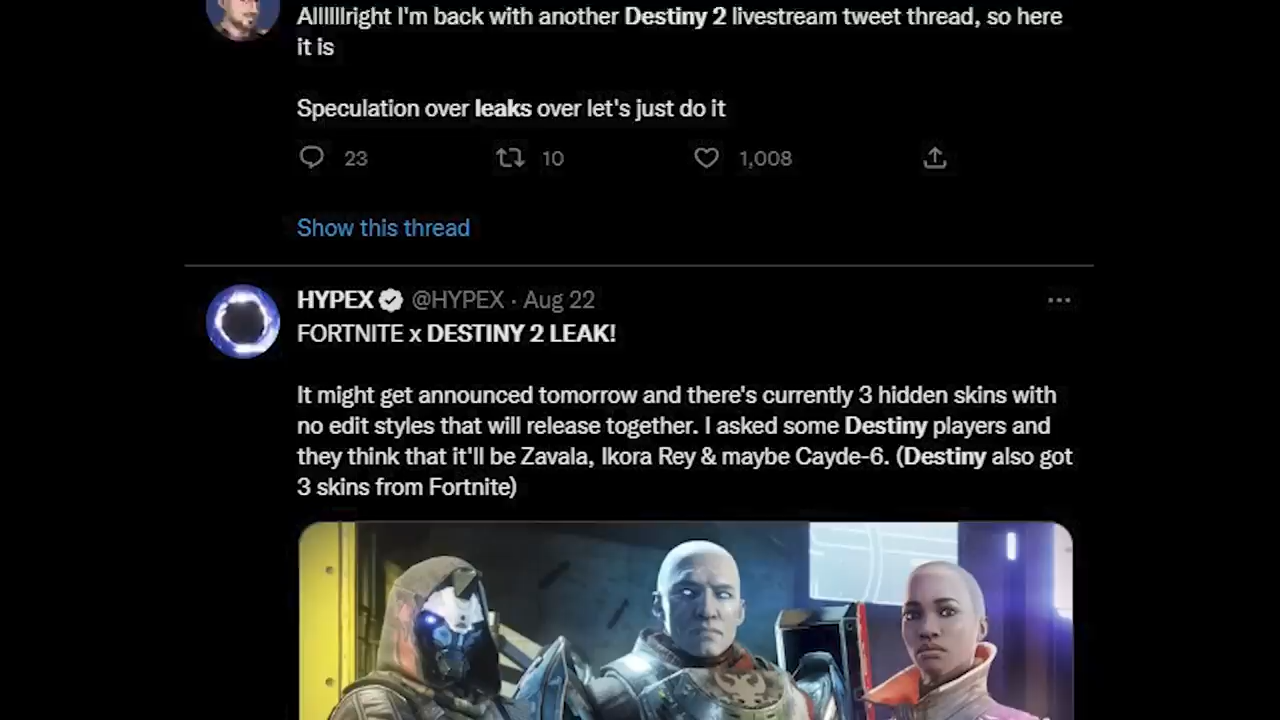 Alllllright I'm back with another Destiny 2 livestream tweet thread, so here
it is
Speculation over leaks over let's just do it
23 10 1,008
Show this thread
HYPEX @HYPEX · Aug 22
FORTNITE x DESTINY 2 LEAK!
It might get announced tomorrow and there's currently 3 hidden skins with
no edit styles that will release together. I asked some Destiny players and
they think that it'll be Zavala, Ikora Rey & maybe Cayde-6. (Destiny also got
3 skins from Fortnite)